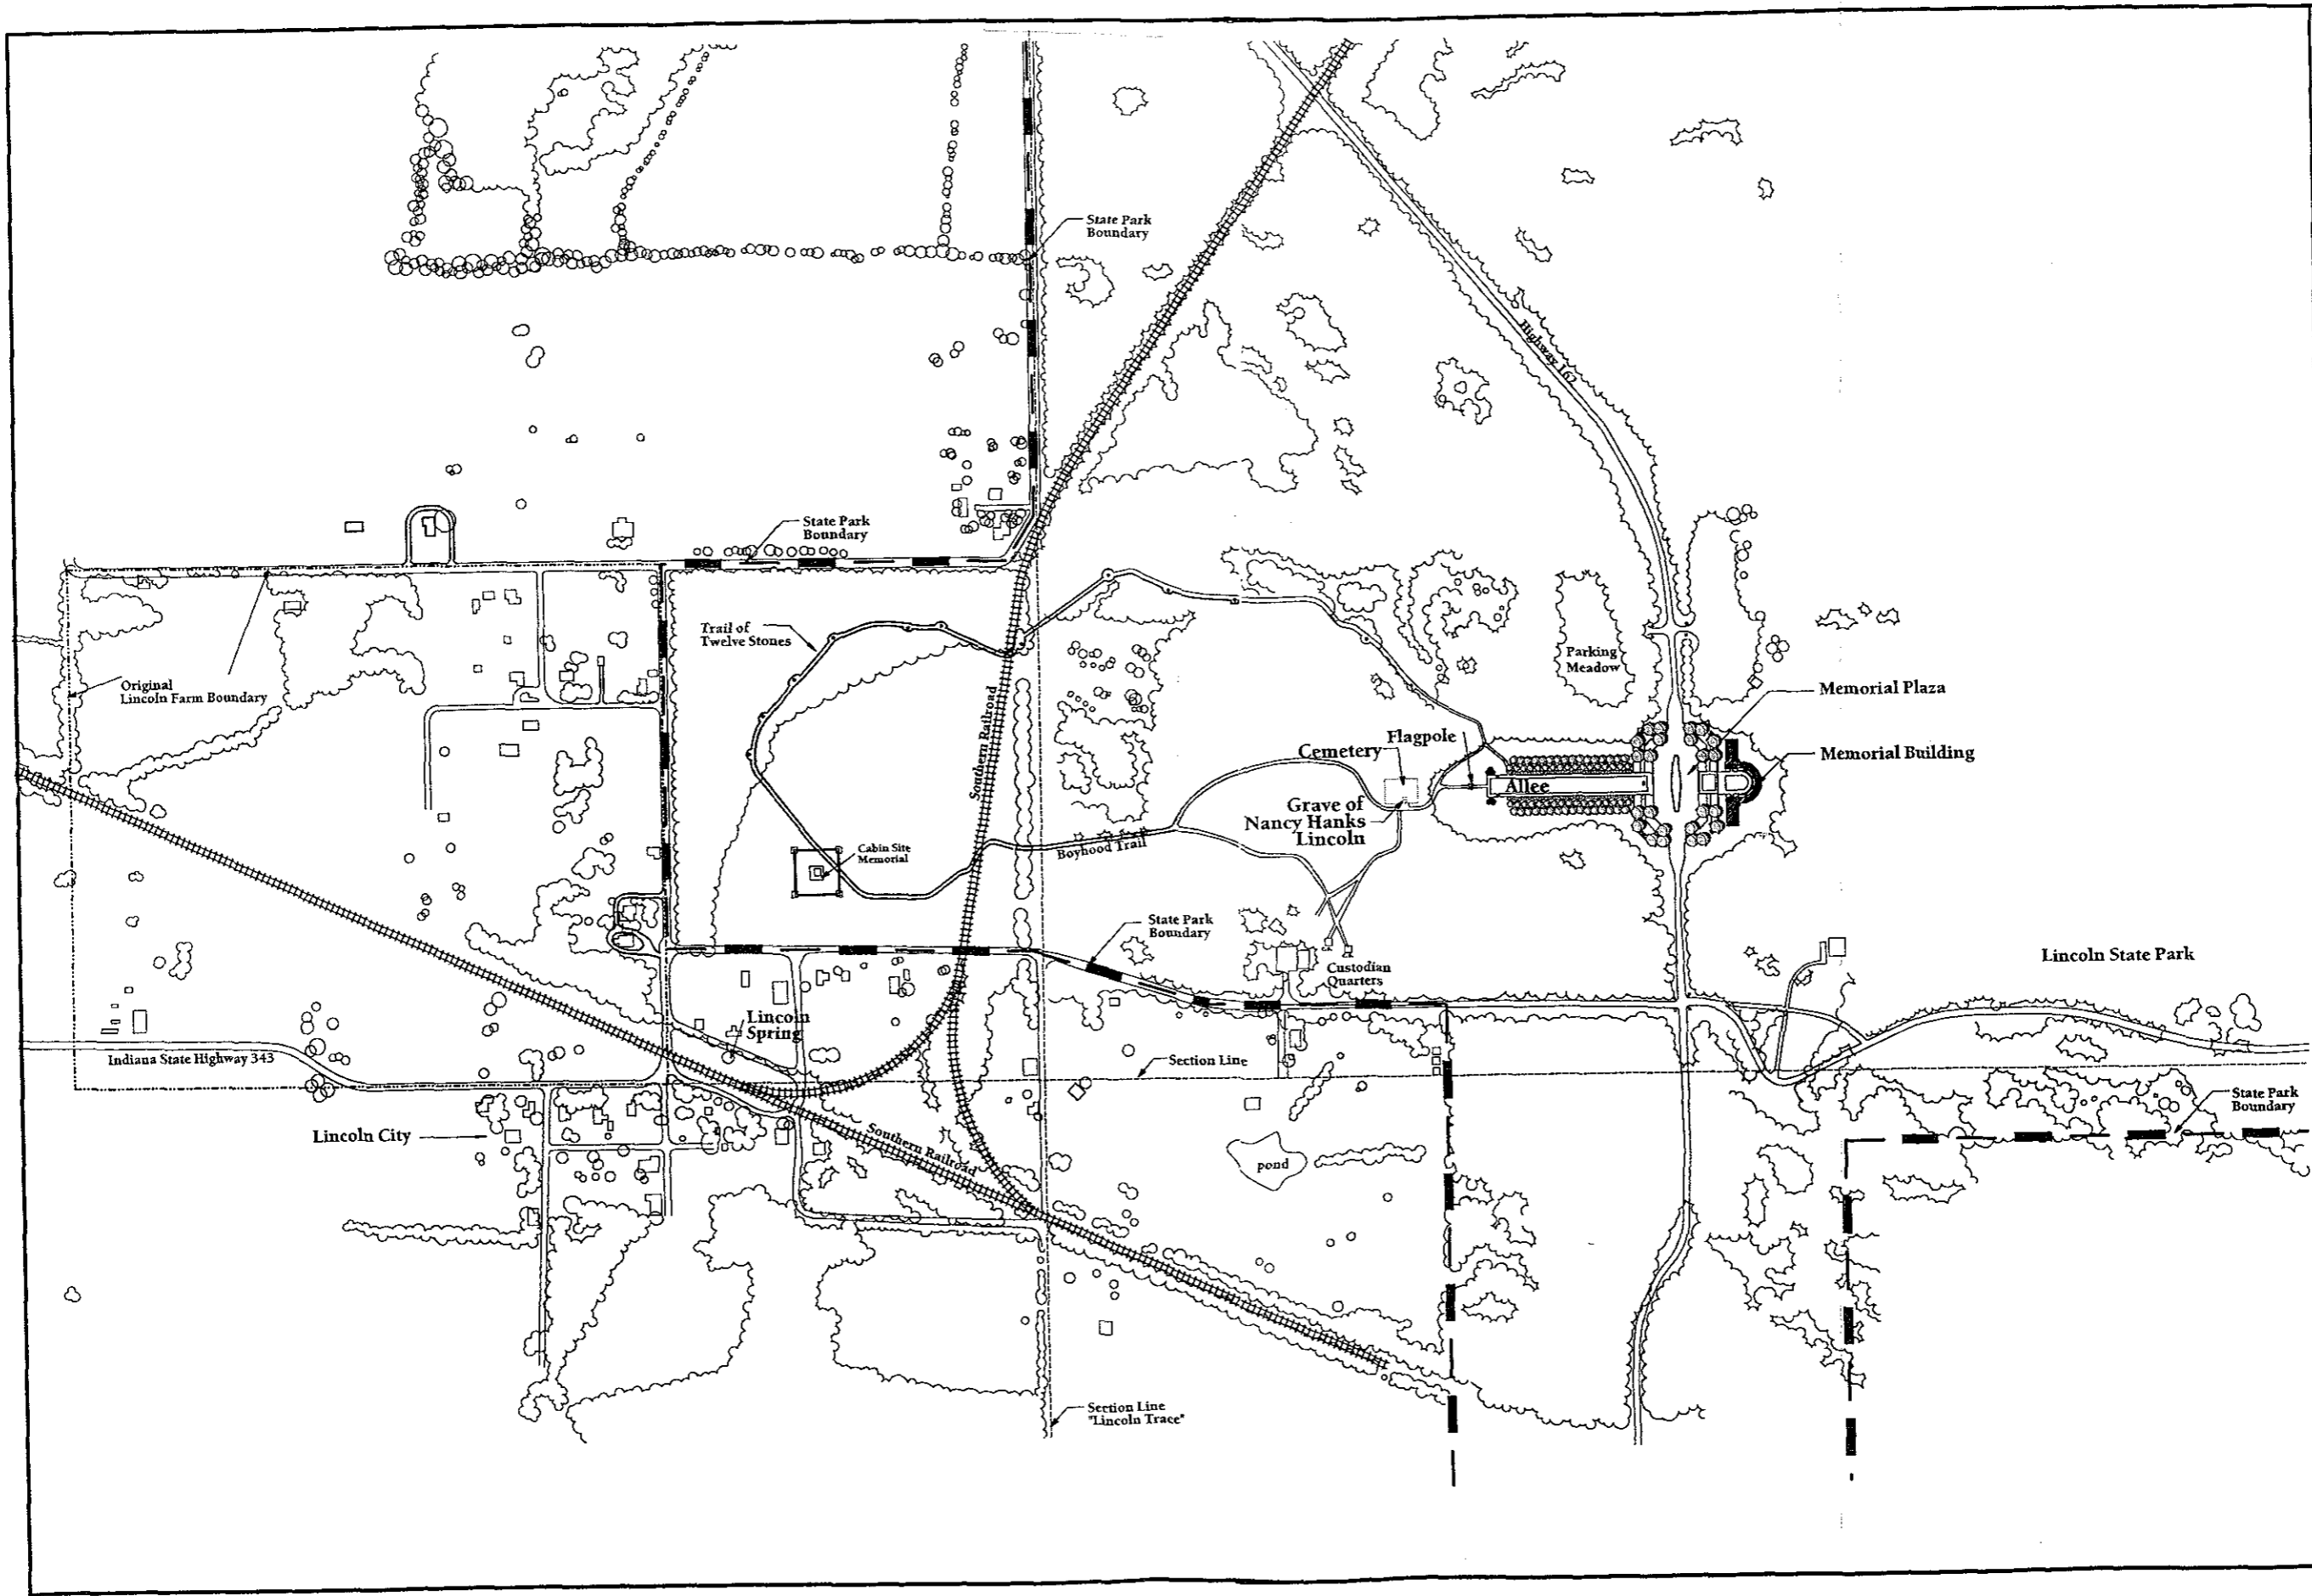 State Park
Boundary
Highway 162
State Park
Boundary
Trail of
Twelve Stones
Original
Lincoln Farm Boundary
Southern Railroad
Parking
Meadow
Memorial Plaza
Flagpole
Cemetery
Memorial Building
Allee
Grave of
Nancy Hanks
Lincoln
Boyhood Trail
Cabin Site
Memorial
State Park
Boundary
Custodian
Quarters
Lincoln State Park
Lincoln
Spring
Indiana State Highway 343
Section Line
State Park
Boundary
Lincoln City
Southern Railroad
pond
Section Line
"Lincoln Trace"